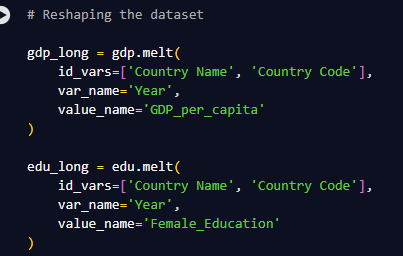 # Reshaping the dataset
gdp_long = gdp.melt(
    id_vars=['Country Name', 'Country Code'],
    var_name='Year',
    value_name='GDP_per_capita'
)
edu_long = edu.melt(
    id_vars=['Country Name', 'Country Code'],
    var_name='Year',
    value_name='Female_Education'
)